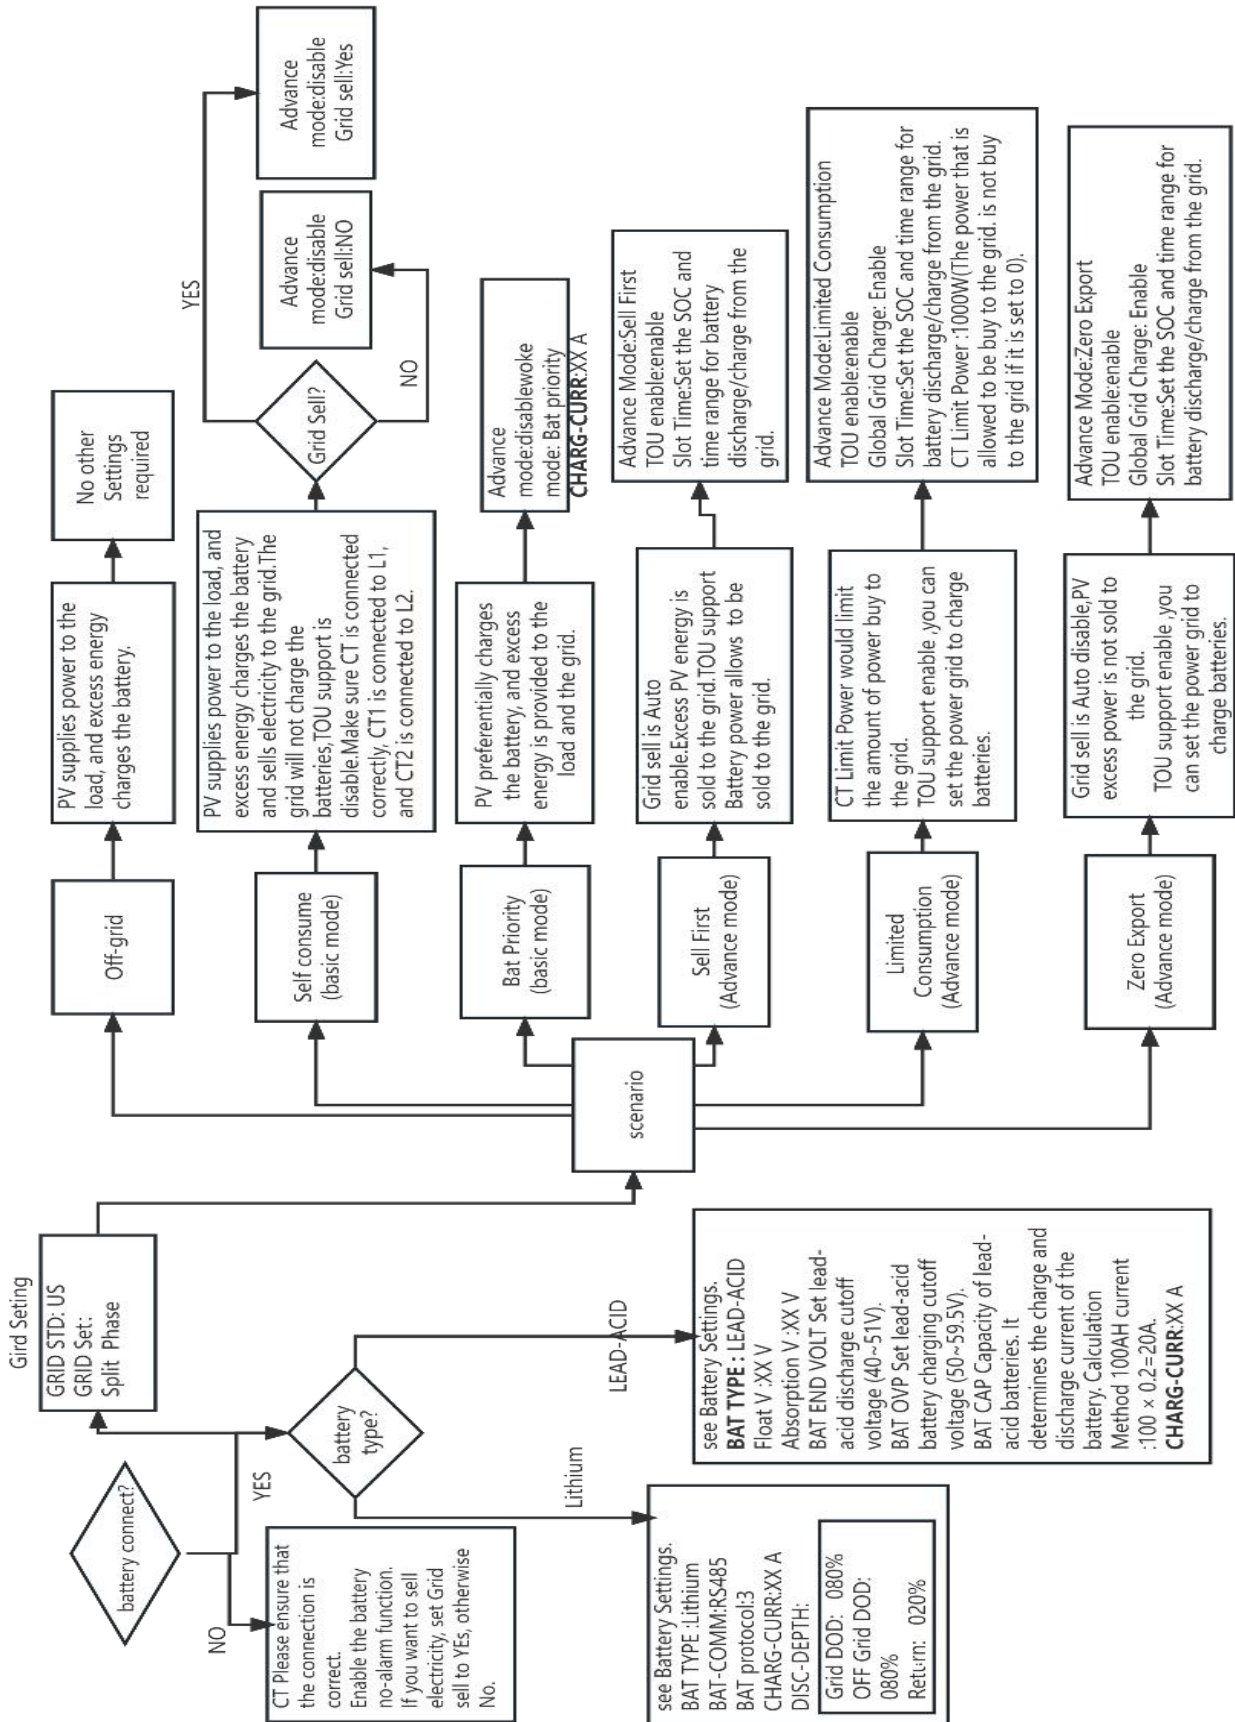 Gird Seting
GRID STD: US
GRID Set:
Split Phase
battery connect?
YES
NO
CT Please ensure that
the connection is
correct.
Enable the battery
no-alarm function.
If you want to sell
electricity, set Grid
sell to YEs, otherwise
No.
battery
type?
Lithium
LEAD-ACID
see Battery Settings.
BAT TYPE :Lithium
BAT-COMM:RS485
BAT protocol:3
CHARG-CURR:XX A
DISC-DEPTH:
Grid DOD: 080%
OFF Grid DOD:
080%
Return: 020%
see Battery Settings.
BAT TYPE : LEAD-ACID
Float V :XX V
Absorption V :XX V
BAT END VOLT Set lead-
acid discharge cutoff
voltage (40~51V).
BAT OVP Set lead-acid
battery charging cutoff
voltage (50~59.5V).
BAT CAP Capacity of lead-
acid batteries. It
determines the charge and
discharge current of the
battery. Calculation
Method 100AH current
:100 × 0.2=20A.
CHARG-CURR:XX A
scenario
Off-grid
PV supplies power to the
load, and excess energy
charges the battery.
No other
Settings
required
Self consume
(basic mode)
PV supplies power to the load, and
excess energy charges the battery
and sells electricity to the grid.The
grid will not charge the
batteries,TOU support is
disable.Make sure CT is connected
correctly, CT1 is connected to L1,
and CT2 is connected to L2.
Grid Sell?
YES
NO
Advance
mode:disable
Grid sell:NO
Advance
mode:disable
Grid sell:Yes
Bat Priority
(basic mode)
PV preferentially charges
the battery, and excess
energy is provided to the
load and the grid.
Advance
mode:disablewoke
mode: Bat priority
CHARG-CURR:XX A
Sell First
(Advance mode)
Grid sell is Auto
enable.Excess PV energy is
sold to the grid.TOU support
Battery power allows to be
sold to the grid.
Advance Mode:Sell First
TOU enable:enable
Slot Time:Set the SOC and
time range for battery
discharge/charge from the
grid.
Limited
Consumption
(Advance mode)
CT Limit Power would limit
the amount of power buy to
the grid.
TOU support enable ,you can
set the power grid to charge
batteries.
Advance Mode:Limited Consumption
TOU enable:enable
Global Grid Charge: Enable
Slot Time:Set the SOC and time range for
battery discharge/charge from the grid.
CT Limit Power :1000W(The power that is
allowed to be buy to the grid. is not buy
to the grid if it is set to 0).
Zero Export
(Advance mode)
Grid sell is Auto disable,PV
excess power is not sold to
the grid.
TOU support enable ,you
can set the power grid to
charge batteries.
Advance Mode:Zero Export
TOU enable:enable
Global Grid Charge: Enable
Slot Time:Set the SOC and time range for
battery discharge/charge from the grid.